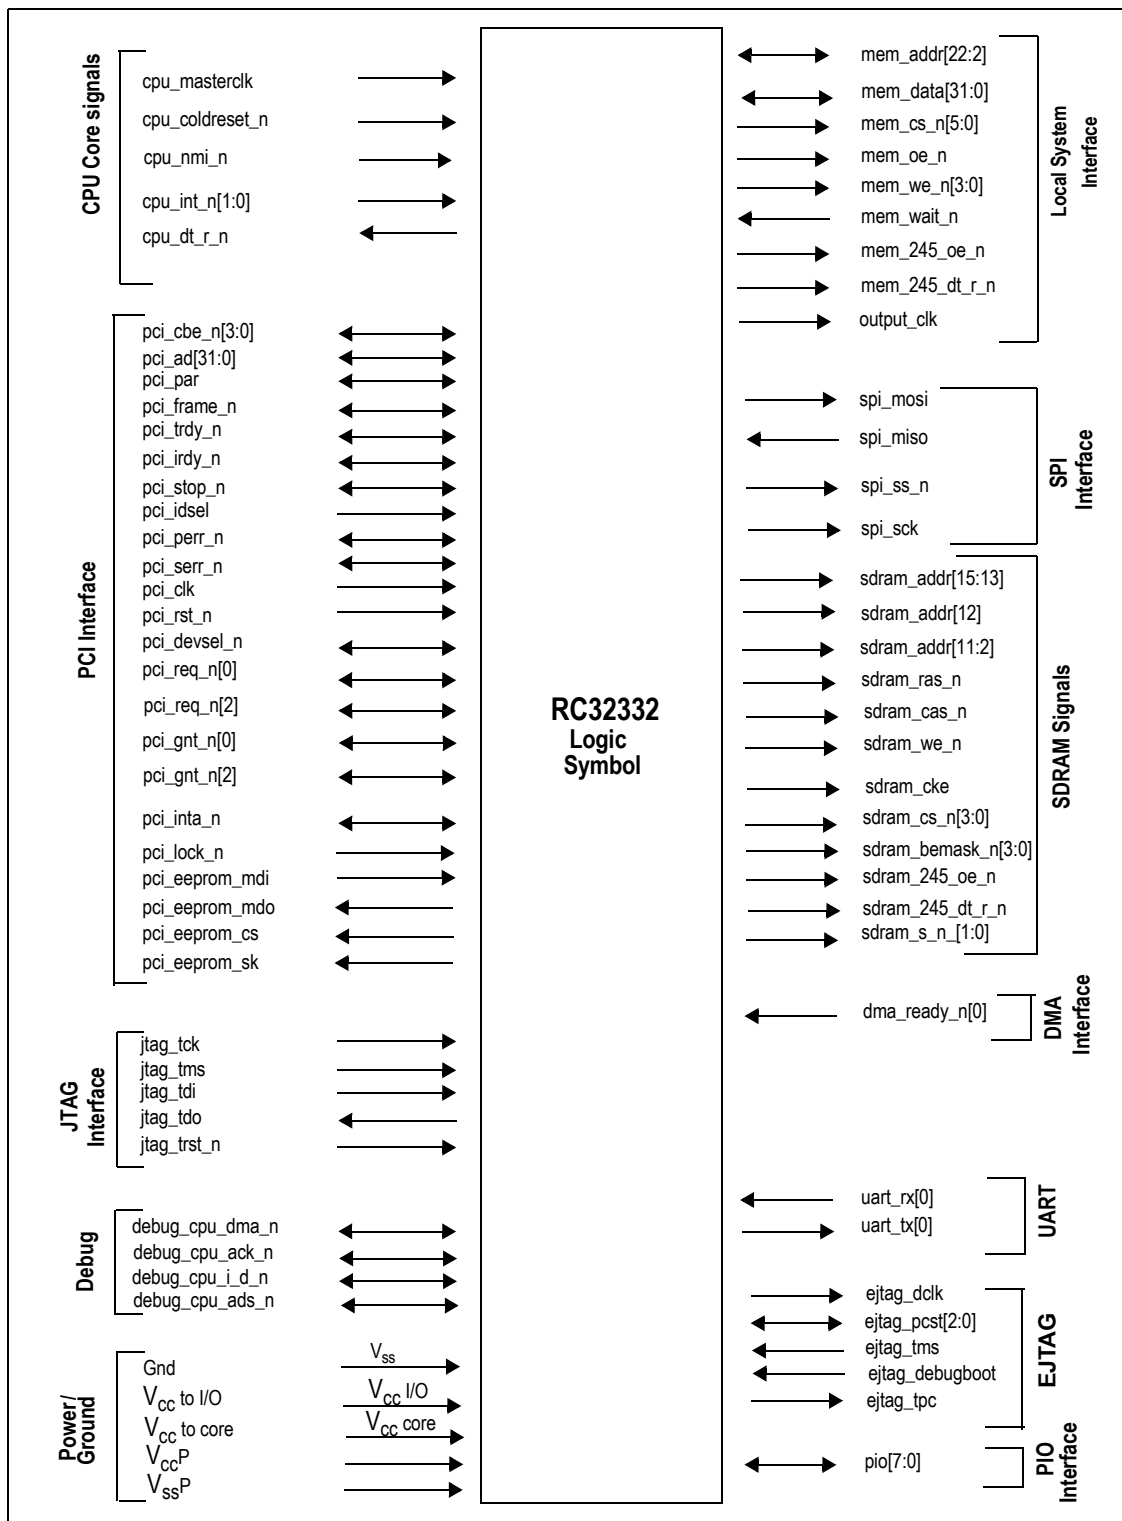 CPU Core signals
cpu_masterclk
cpu_coldreset_n
cpu_nmi_n
cpu_int_n[1:0]
cpu_dt_r_n
PCI Interface
pci_cbe_n[3:0]
pci_ad[31:0]
pci_par
pci_frame_n
pci_trdy_n
pci_irdy_n
pci_stop_n
pci_idsel
pci_perr_n
pci_serr_n
pci_clk
pci_rst_n
pci_devsel_n
pci_req_n[0]
pci_req_n[2]
pci_gnt_n[0]
pci_gnt_n[2]
pci_inta_n
pci_lock_n
pci_eeprom_mdi
pci_eeprom_mdo
pci_eeprom_cs
pci_eeprom_sk
JTAG
Interface
jtag_tck
jtag_tms
jtag_tdi
jtag_tdo
jtag_trst_n
Debug
debug_cpu_dma_n
debug_cpu_ack_n
debug_cpu_i_d_n
debug_cpu_ads_n
Power/
Ground
Gnd
Vss
Vcc to I/O
Vcc I/O
Vcc to core
Vcc core
VccP
VssP
RC32332
Logic
Symbol
mem_addr[22:2]
mem_data[31:0]
mem_cs_n[5:0]
mem_oe_n
mem_we_n[3:0]
mem_wait_n
mem_245_oe_n
mem_245_dt_r_n
output_clk
Local System
Interface
spi_mosi
spi_miso
spi_ss_n
spi_sck
SPI
Interface
sdram_addr[15:13]
sdram_addr[12]
sdram_addr[11:2]
sdram_ras_n
sdram_cas_n
sdram_we_n
sdram_cke
sdram_cs_n[3:0]
sdram_bemask_n[3:0]
sdram_245_oe_n
sdram_245_dt_r_n
sdram_s_n_[1:0]
SDRAM Signals
dma_ready_n[0]
DMA
Interface
uart_rx[0]
uart_tx[0]
UART
ejtag_dclk
ejtag_pcst[2:0]
ejtag_tms
ejtag_debugboot
ejtag_tpc
EJTAG
pio[7:0]
PIO
Interface